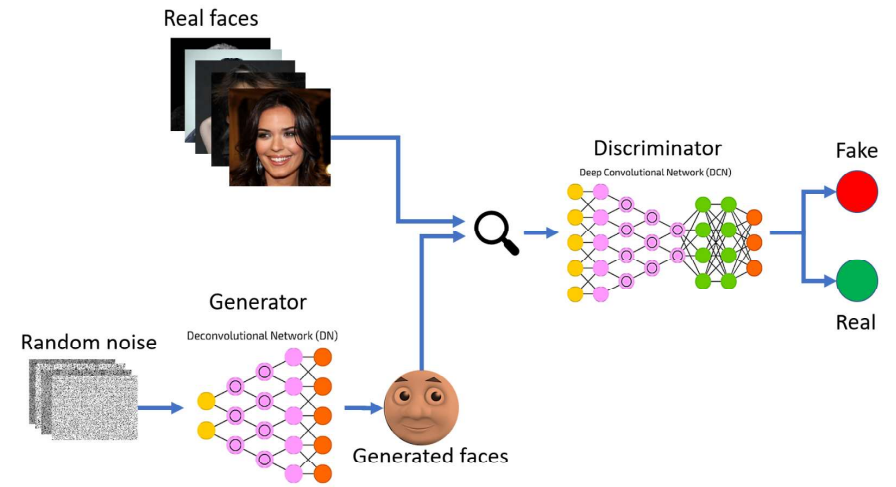 Real faces
Discriminator
Deep Convolutional Network (DCN)
Fake
Real
Generator
Deconvolutional Network (DN)
Random noise
Generated faces